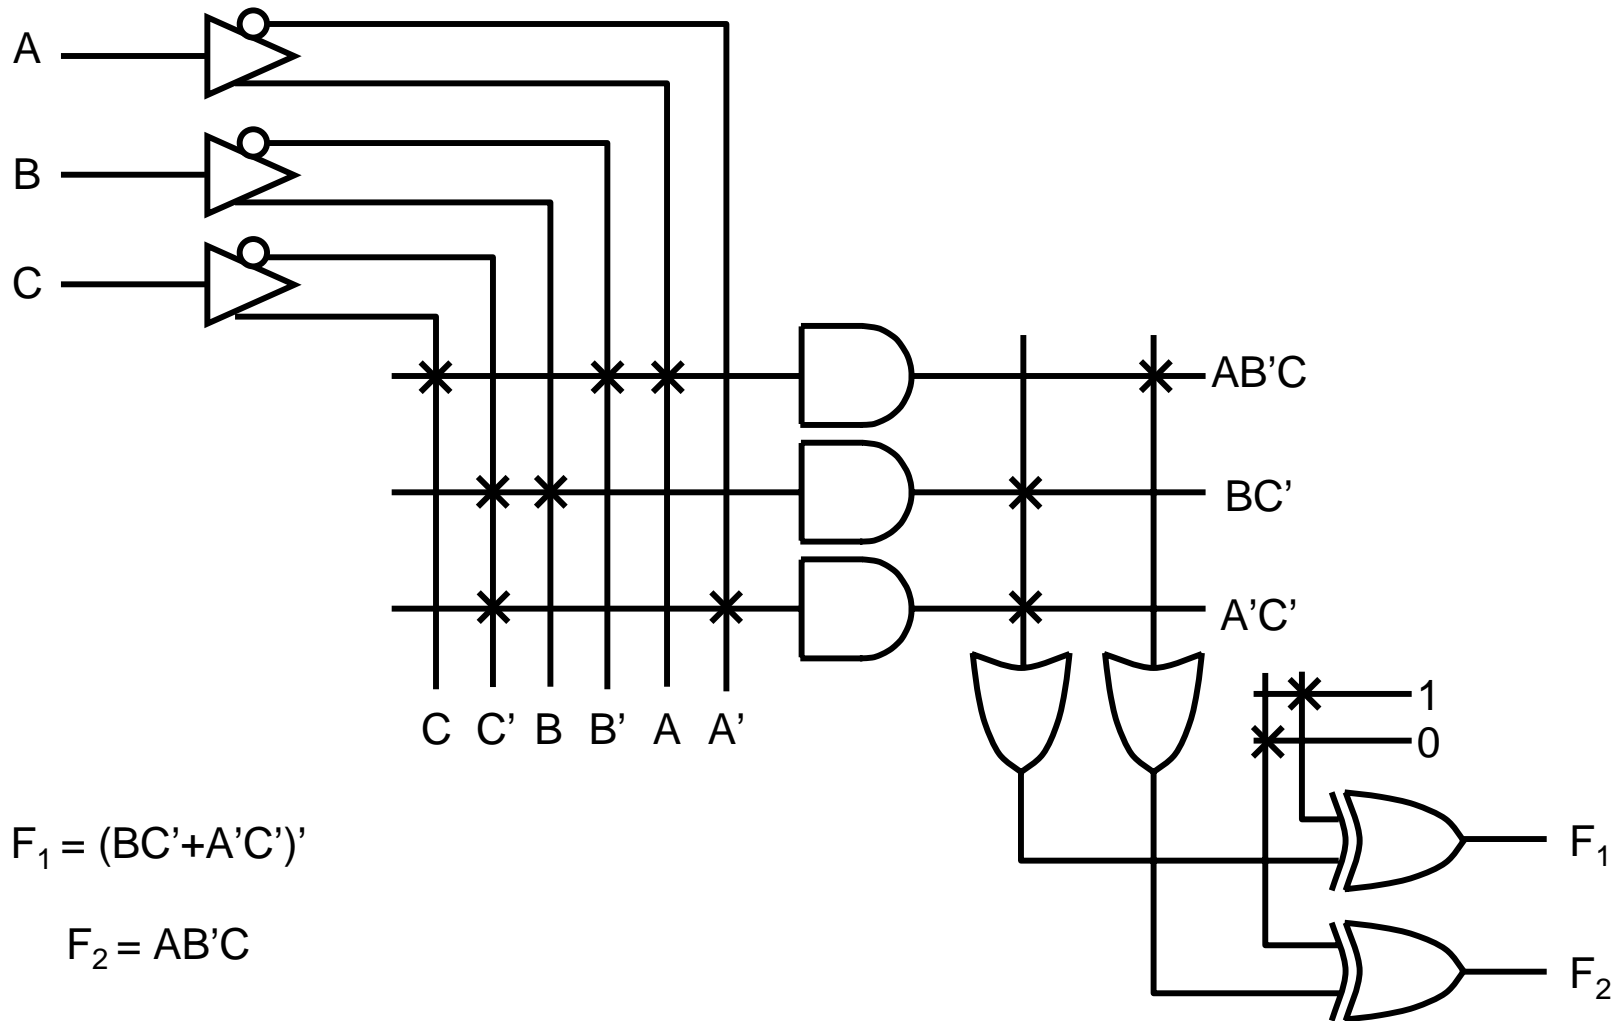 A
B
C
AB’C
BC’
A’C’
C C’ B B’ A A’
1
0
F₁ = (BC’+A’C’)’
F₁
F₂ = AB’C
F₂